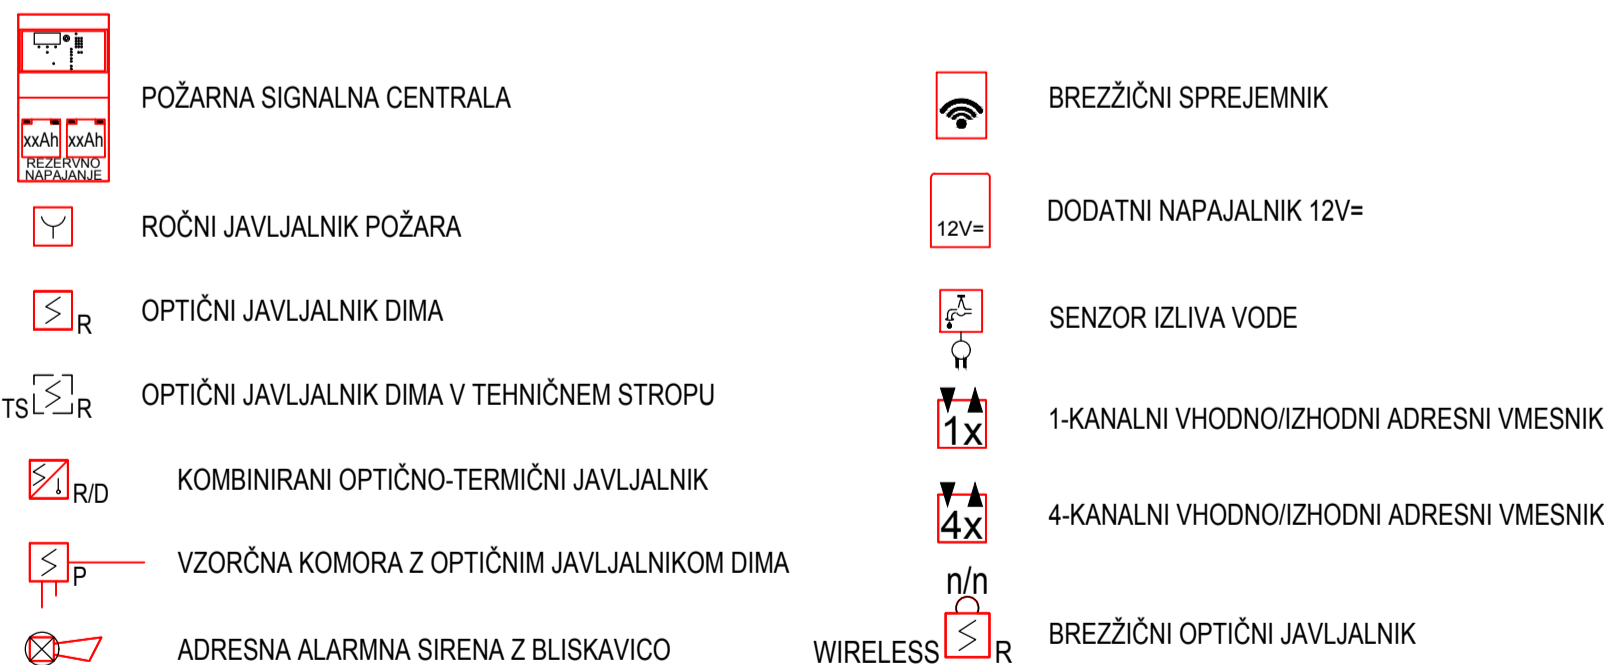 POŽARNA SIGNALNA CENTRALA
xxAh xxAh
REZERVNO
NAPAJANJE
ROČNI JAVLJALNIK POŽARA
R OPTIČNI JAVLJALNIK DIMA
TS R OPTIČNI JAVLJALNIK DIMA V TEHNIČNEM STROPU
R/D KOMBINIRANI OPTIČNO-TERMIČNI JAVLJALNIK
P VZORČNA KOMORA Z OPTIČNIM JAVLJALNIKOM DIMA
ADRESNA ALARMNA SIRENA Z BLISKAVICO
BREZŽIČNI SPREJEMNIK
12V= DODATNI NAPAJALNIK 12V=
SENZOR IZLIVA VODE
1x 1-KANALNI VHODNO/IZHODNI ADRESNI VMESNIK
4x 4-KANALNI VHODNO/IZHODNI ADRESNI VMESNIK
n/n
WIRELESS R BREZŽIČNI OPTIČNI JAVLJALNIK